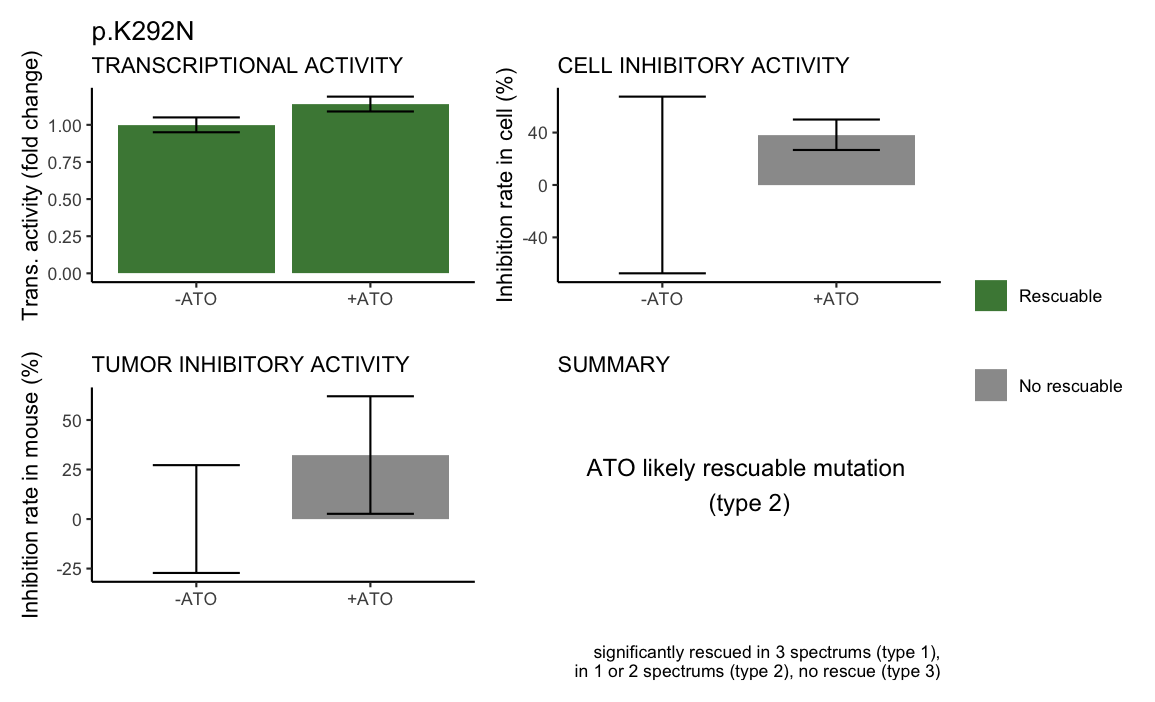 p.K292N
TRANSCRIPTIONAL ACTIVITY
Trans. activity (fold change)
1.00
0.75
0.50
0.25
0.00
-ATO
+ATO
CELL INHIBITORY ACTIVITY
Inhibition rate in cell (%)
40
0
-40
-ATO
+ATO
Rescuable
No rescuable
TUMOR INHIBITORY ACTIVITY
Inhibition rate in mouse (%)
50
25
0
-25
-ATO
+ATO
SUMMARY
ATO likely rescuable mutation
(type 2)
significantly rescued in 3 spectrums (type 1),
in 1 or 2 spectrums (type 2), no rescue (type 3)